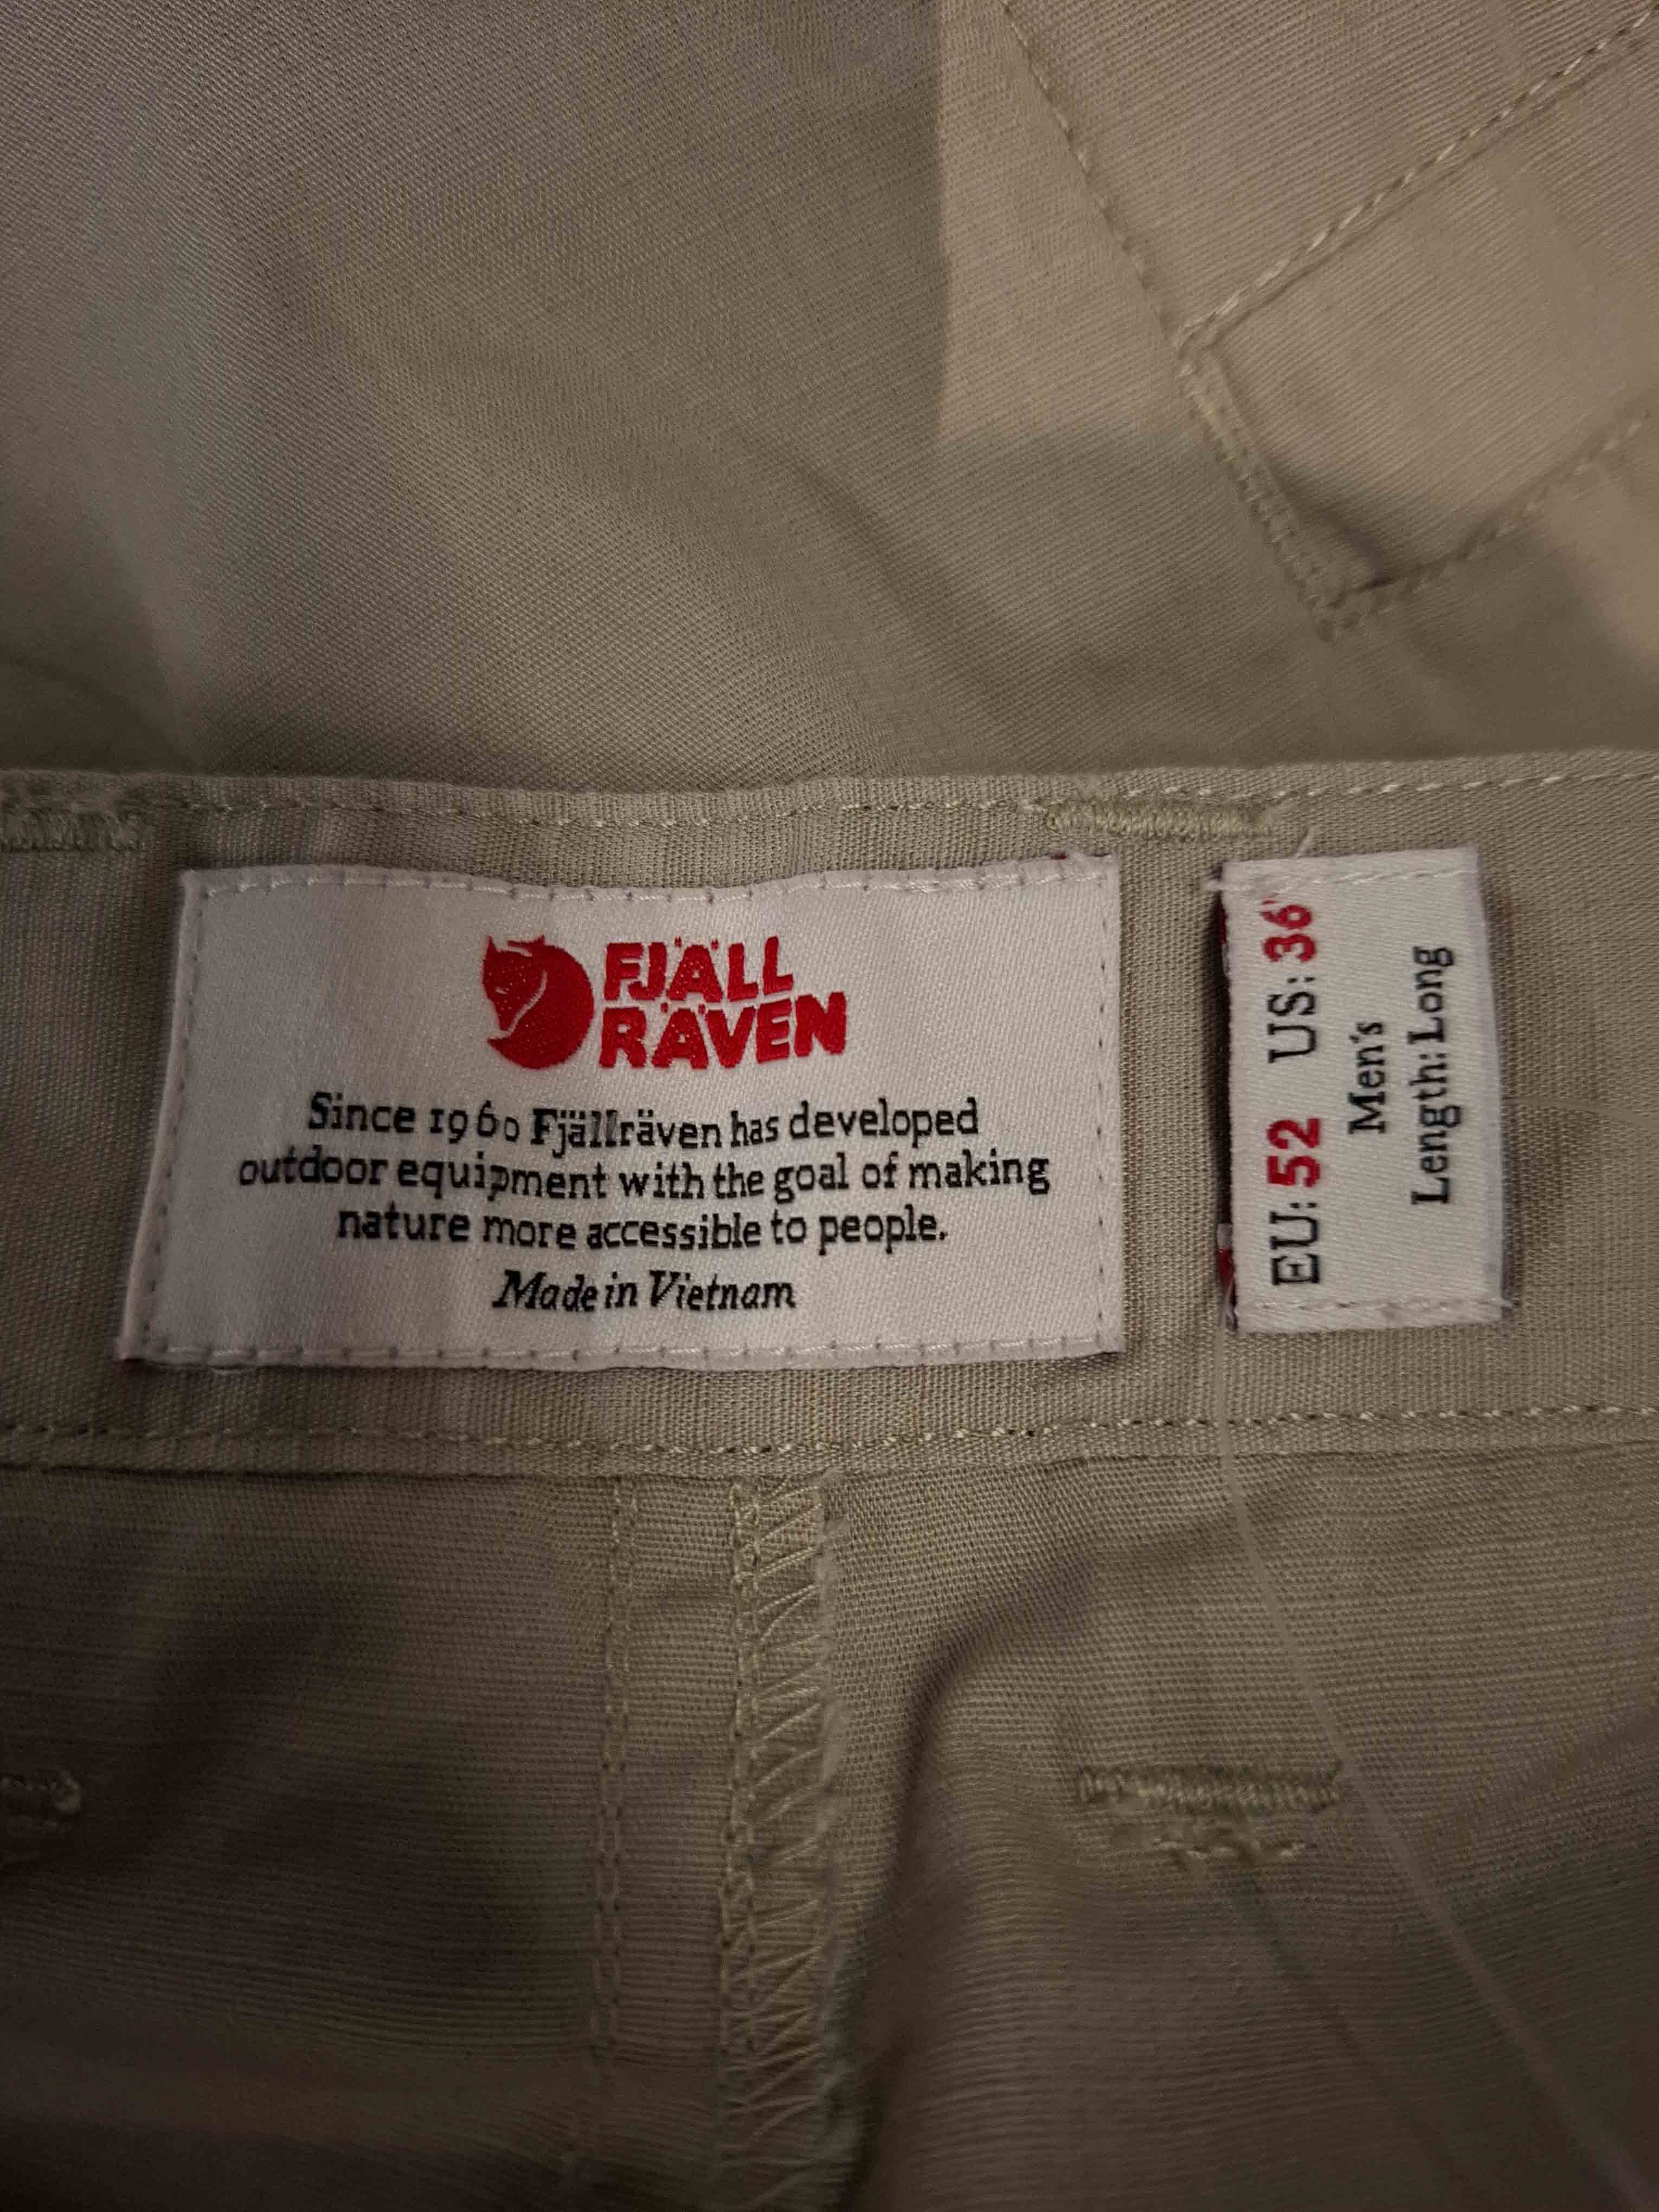 FJÄLL
RÄVEN
Since 1960 Fjällräven has developed
outdoor equipment with the goal of making
nature more accessible to people.
Made in Vietnam
EU: 52 US: 36"
Men's
Length: Long